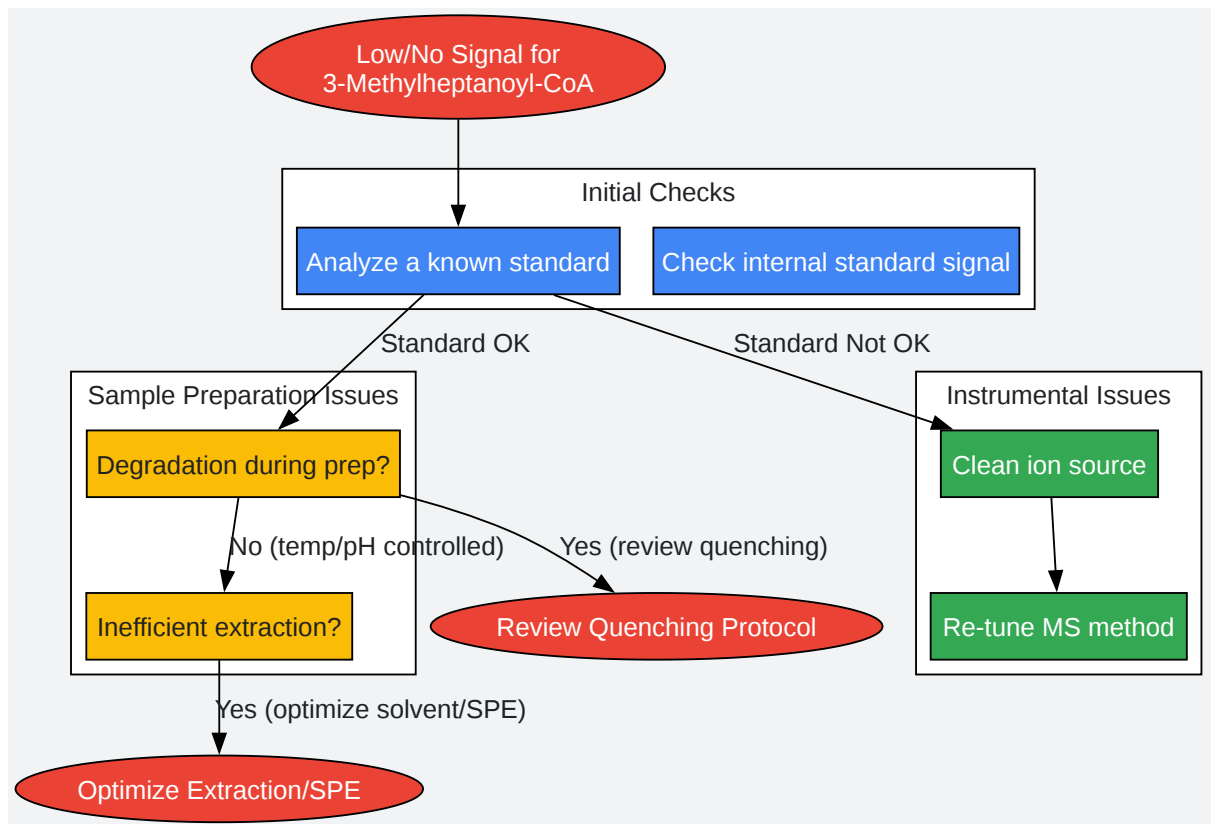 Low/No Signal for
3-Methylheptanoyl-CoA
Initial Checks
Analyze a known standard
Check internal standard signal
Standard OK
Standard Not OK
Sample Preparation Issues
Instrumental Issues
Degradation during prep?
Clean ion source
No (temp/pH controlled)
Yes (review quenching)
Inefficient extraction?
Review Quenching Protocol
Re-tune MS method
Yes (optimize solvent/SPE)
Optimize Extraction/SPE